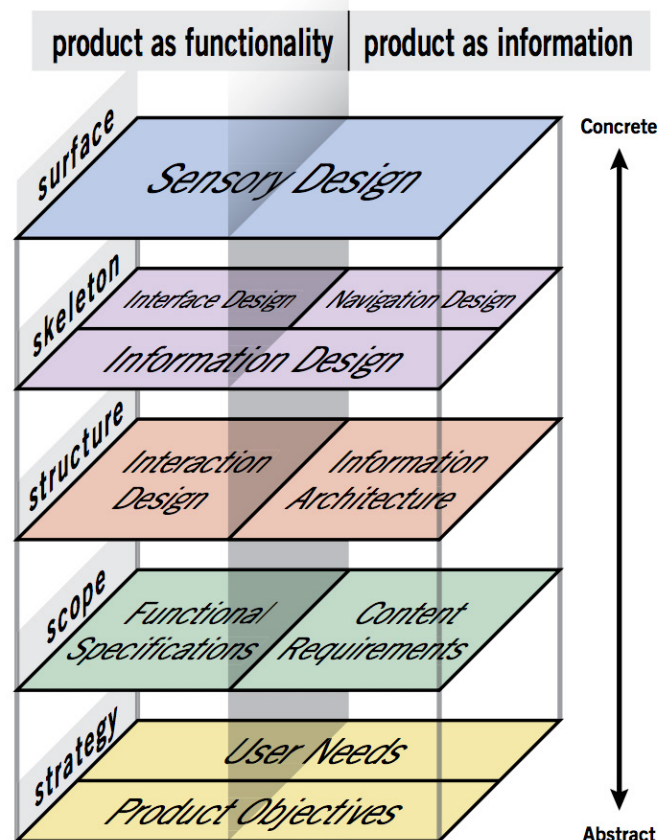 product as functionality product as information
Concrete
surface
Sensory Design
skeleton
Interface Design Navigation Design
Information Design
structure
Interaction Information
Design Architecture
scope
Functional Content
Specifications Requirements
strategy
User Needs
Product Objectives
Abstract